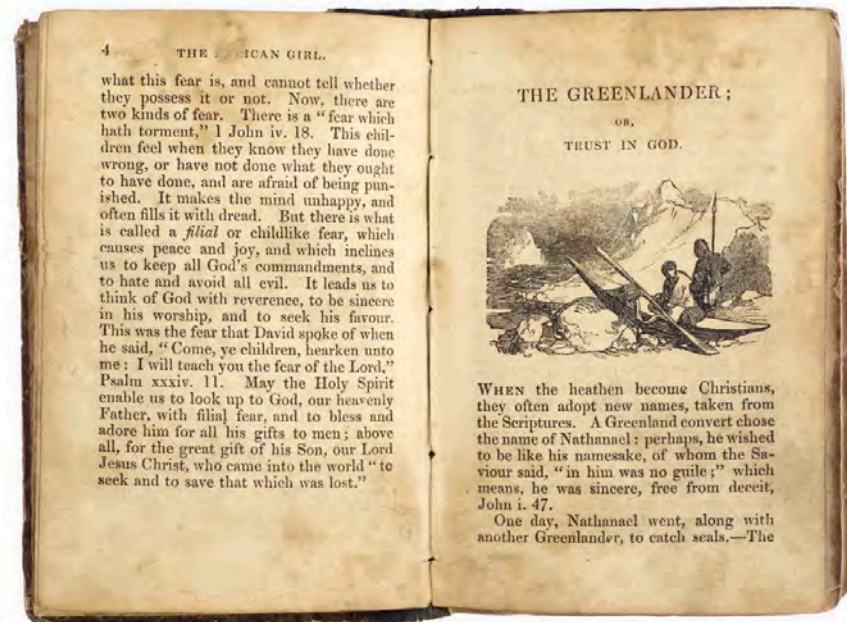 4 THE AFRICAN GIRL.
what this fear is, and cannot tell whether
they possess it or not. Now, there are
two kinds of fear. There is a “fear which
hath torment,” 1 John iv. 18. This chil-
dren feel when they know they have done
wrong, or have not done what they ought
to have done, and are afraid of being pun-
ished. It makes the mind unhappy, and
often fills it with dread. But there is what
is called a filial or childlike fear, which
causes peace and joy, and which inclines
us to keep all God’s commandments, and
to hate and avoid all evil. It leads us to
think of God with reverence, to be sincere
in his worship, and to seek his favour.
This was the fear that David spoke of when
he said, “Come, ye children, hearken unto
me: I will teach you the fear of the Lord,”
Psalm xxxiv. 11. May the Holy Spirit
enable us to look up to God, our heavenly
Father, with filial fear, and to bless and
adore him for all his gifts to men; above
all, for the great gift of his Son, our Lord
Jesus Christ, who came into the world “to
seek and to save that which was lost.”
THE GREENLANDER;
OR,
TRUST IN GOD.
WHEN the heathen become Christians,
they often adopt new names, taken from
the Scriptures. A Greenland convert chose
the name of Nathanael: perhaps, he wished
to be like his namesake, of whom the Sa-
viour said, “in him was no guile;” which
means, he was sincere, free from deceit,
John i. 47.
One day, Nathanael went, along with
another Greenlander, to catch seals.—The